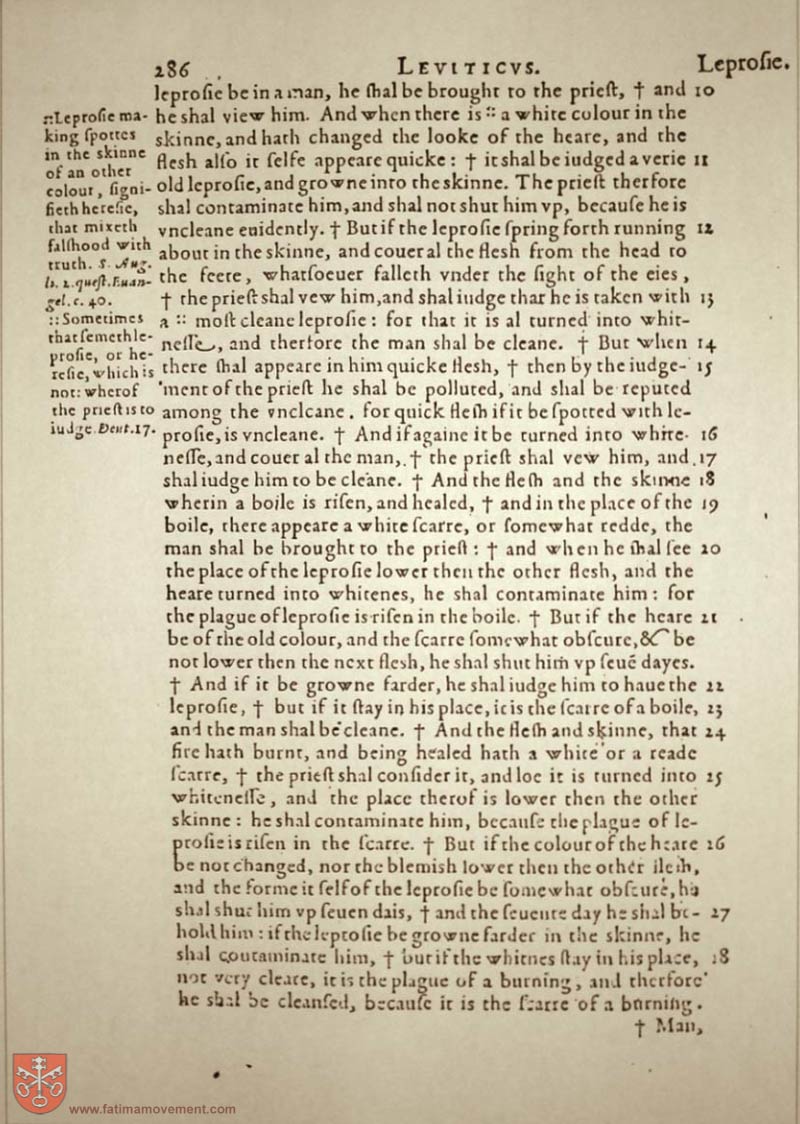 286 LEVITICVS. Leprosie.
leprosie be in a man, he shal be brought to the priest, † and 10
he shal view him. And when there is :: a white colour in the
skinne, and hath changed the looke of the heare, and the
flesh also it selfe appeare quicke : † it shal be iudged a verie 11
old leprosie, and growne into the skinne. The priest therfore
shal contaminate him, and shal not shut him vp, because he is
vncleane euidently. † But if the leprosie spring forth running 12
about in the skinne, and couer al the flesh from the head to
the feete, whatsoeuer falleth vnder the sight of the eies,
† the priest shal vew him, and shal iudge that he is taken with 13
a :: most cleane leprosie : for that it is al turned into whit-
nesse, and therfore the man shal be cleane. † But when 14
there shal appeare in him quicke flesh, † then by the iudge- 15
ment of the priest he shal be polluted, and shal be reputed
among the vncleane. for quick flesh if it be spotted with le-
prosie, is vncleane. † And if againe it be turned into white- 16
nesse, and couer al the man, † the priest shal vew him, and 17
shal iudge him to be cleane. † And the flesh and the skinne 18
wherin a boile is risen, and healed, † and in the place of the 19
boile, there appeare a white scarre, or somewhat redde, the
man shal be brought to the priest : † and when he shal see 20
the place of the leprosie lower then the other flesh, and the
heare turned into whitenes, he shal contaminate him : for
the plague of leprosie is risen in the boile. † But if the heare 21
be of the old colour, and the scarre somewhat obscure, & be
not lower then the next flesh, he shal shut him vp seuē dayes.
† And if it be growne farder, he shal iudge him to haue the 22
leprosie, † but if it stay in his place, it is the scarre of a boile, 23
and the man shal be cleane. † And the flesh and skinne, that 24
fire hath burnt, and being healed hath a white or a reade
scarre, † the priest shal consider it, and loe it is turned into 25
whitenesse, and the place therof is lower then the other
skinne : he shal contaminate him, because the plague of le-
prosie is risen in the scarre. † But if the colour of the heare 26
be not changed, nor the blemish lower then the other flesh,
and the forme it self of the leprosie be somewhat obscure, he
shal shut him vp seuen dais, † and the seuente day he shal be- 27
hold him : if the leprosie be growne farder in the skinne, he
shal contaminate him, † but if the whitnes stay in his place, 28
not very cleare, it is the plague of a burning, and therfore
he shal be cleansed, because it is the scarre of a burning.
† Man,
::Leprosie ma-
king spottes
in the skinne
of an other
colour, signi-
fieth heresie,
that mixeth
falshood with
truth. S. Aug.
li. 2. quest. Euan-
gel. c. 40.
::Sometimes
that semeth le-
prosie, or he-
resie, which is
not: wherof
the priest is to
iudge. Deut. 17.
www.fatimamovement.com